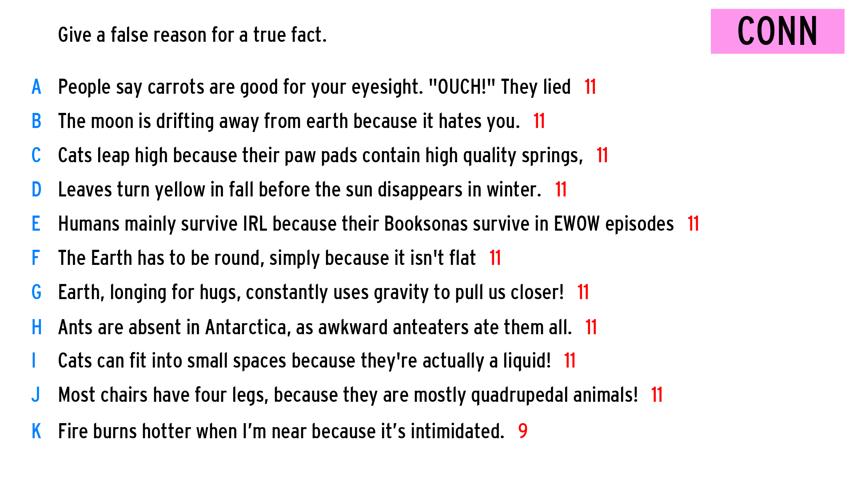 Give a false reason for a true fact.
CONN
A People say carrots are good for your eyesight. "OUCH!" They lied 11
B The moon is drifting away from earth because it hates you. 11
C Cats leap high because their paw pads contain high quality springs, 11
D Leaves turn yellow in fall before the sun disappears in winter. 11
E Humans mainly survive IRL because their Booksonas survive in EWOW episodes 11
F The Earth has to be round, simply because it isn't flat 11
G Earth, longing for hugs, constantly uses gravity to pull us closer! 11
H Ants are absent in Antarctica, as awkward anteaters ate them all. 11
I Cats can fit into small spaces because they're actually a liquid! 11
J Most chairs have four legs, because they are mostly quadrupedal animals! 11
K Fire burns hotter when I’m near because it’s intimidated. 9